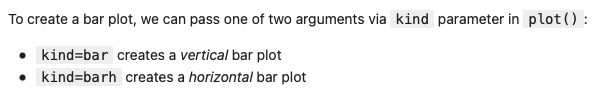 To create a bar plot, we can pass one of two arguments via kind parameter in plot():
• kind=bar creates a vertical bar plot
• kind=barh creates a horizontal bar plot